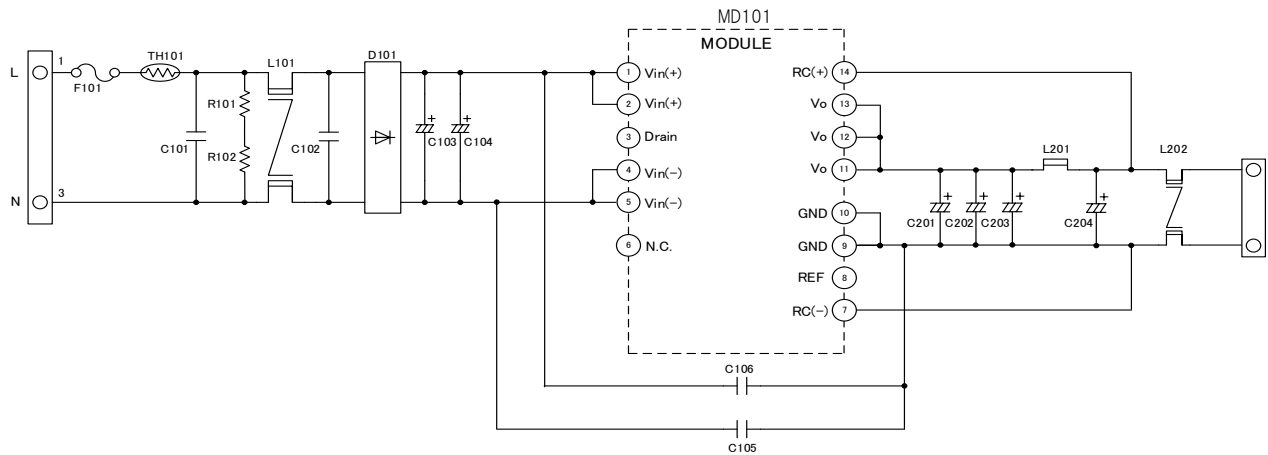 MD101
MODULE
L
1
F101
TH101
L101
D101
R101
R102
C101
C102
C103
C104
N
3
1 Vin(+)
2 Vin(+)
3 Drain
4 Vin(-)
5 Vin(-)
6 N.C.
RC(+) 14
Vo 13
Vo 12
Vo 11
GND 10
GND 9
REF 8
RC(-) 7
L201
L202
+
+
+
+
+
+
C201
C202
C203
C204
C106
C105